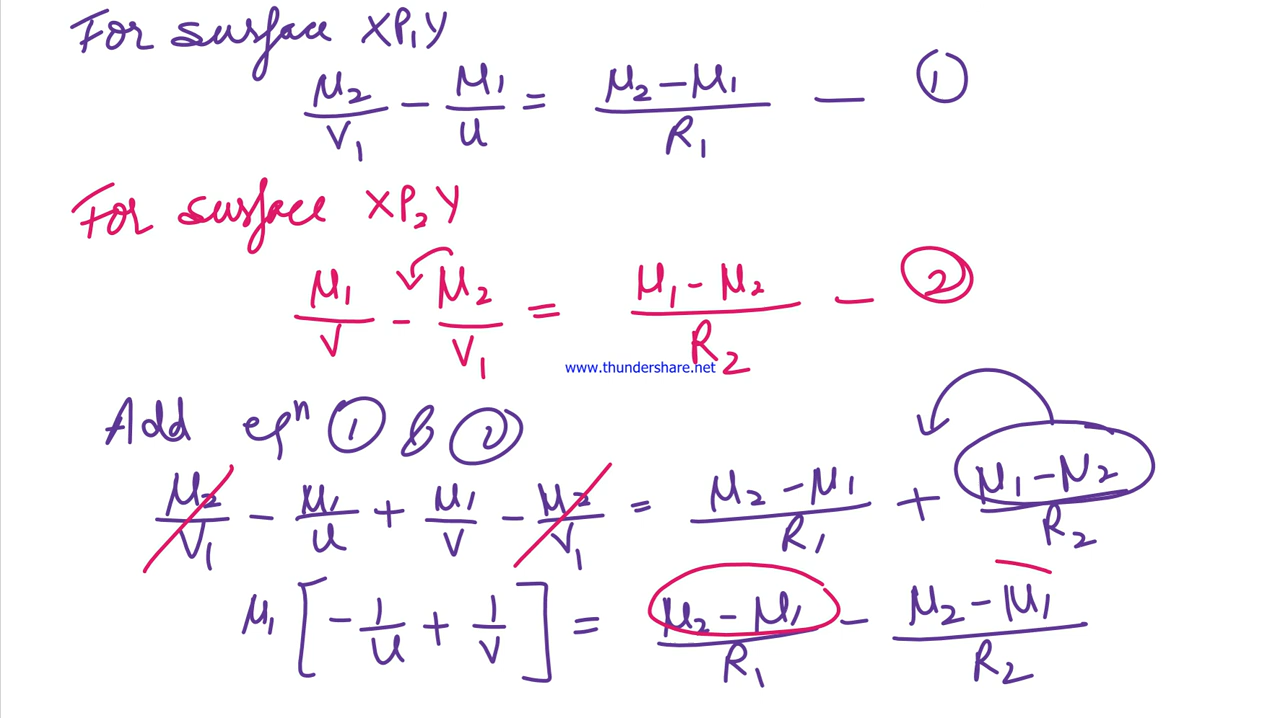 For surface XP₁Y
μ₂/V₁ − μ₁/u = (μ₂ − μ₁)/R₁ — ①
For surface XP₂Y
μ₁/V − μ₂/V₁ = (μ₁ − μ₂)/R₂ — ②
www.thundershare.net
Add eqⁿ ① & ②
μ₂/V₁ − μ₁/u + μ₁/V − μ₂/V₁ = (μ₂ − μ₁)/R₁ + (μ₁ − μ₂)/R₂
μ₁ [ −1/u + 1/V ] = (μ₂ − μ₁)/R₁ − (μ₂ − μ₁)/R₂